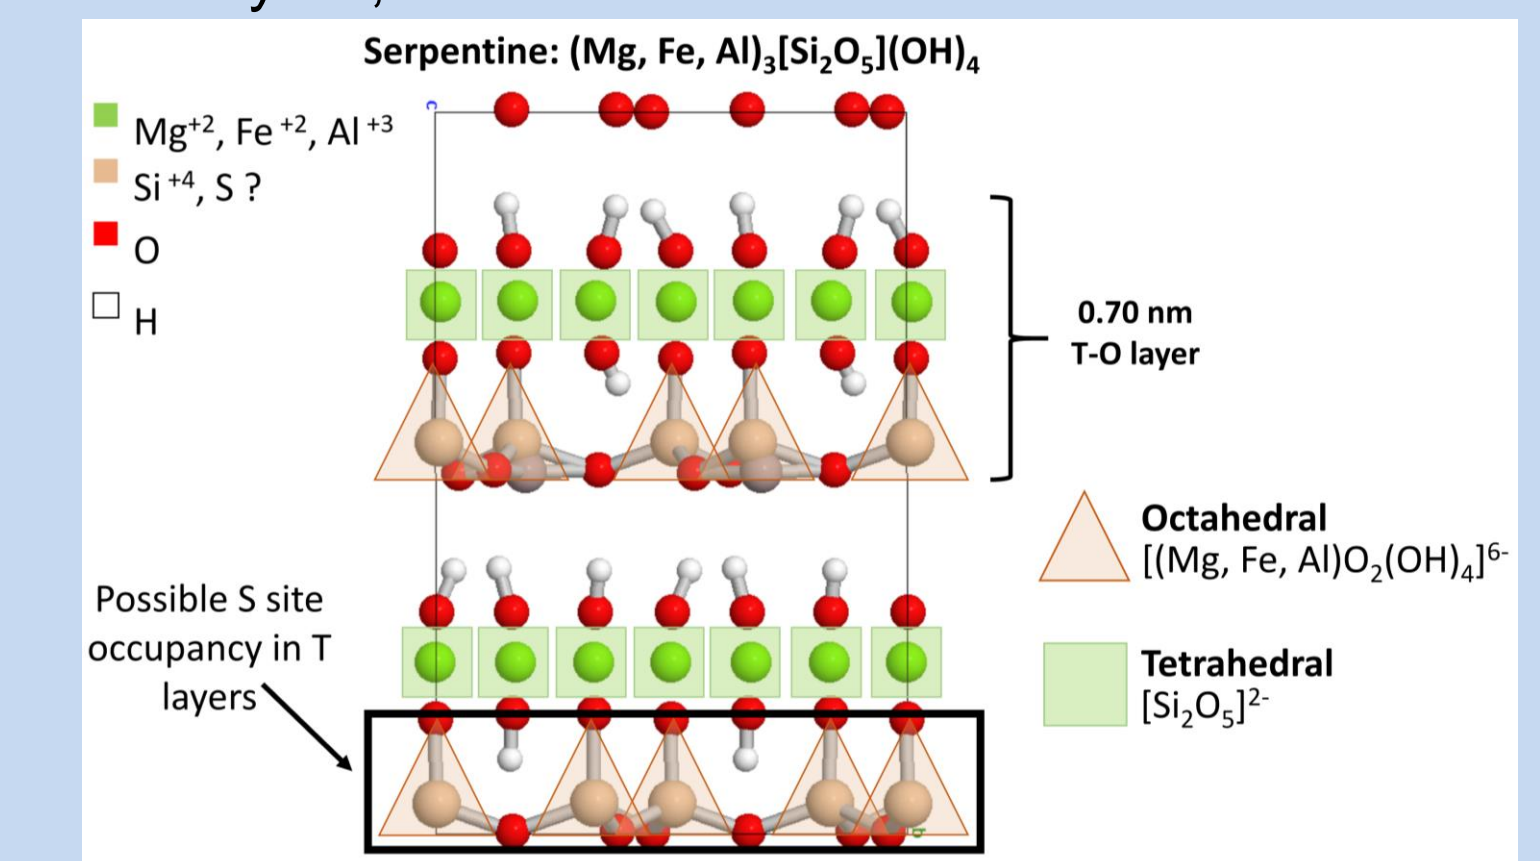 Serpentine: (Mg, Fe, Al)₃[Si₂O₅](OH)₄
c
Mg⁺², Fe ⁺², Al ⁺³
Si ⁺⁴, S ?
O
H
0.70 nm
T-O layer
Octahedral
[(Mg, Fe, Al)O₂(OH)₄]⁶⁻
Possible S site
occupancy in T
layers
Tetrahedral
[Si₂O₅]²⁻
b